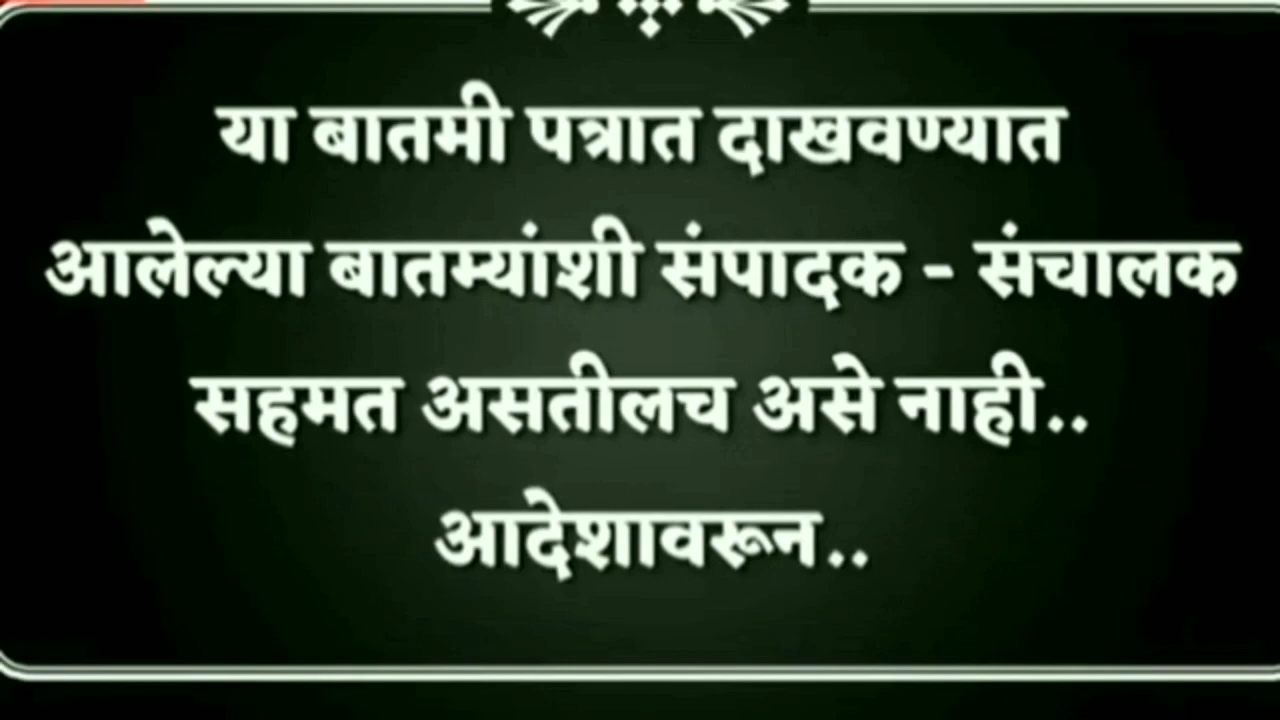 या बातमी पत्रात दाखवण्यात
आलेल्या बातम्यांशी संपादक - संचालक
सहमत असतीलच असे नाही..
आदेशावरून..